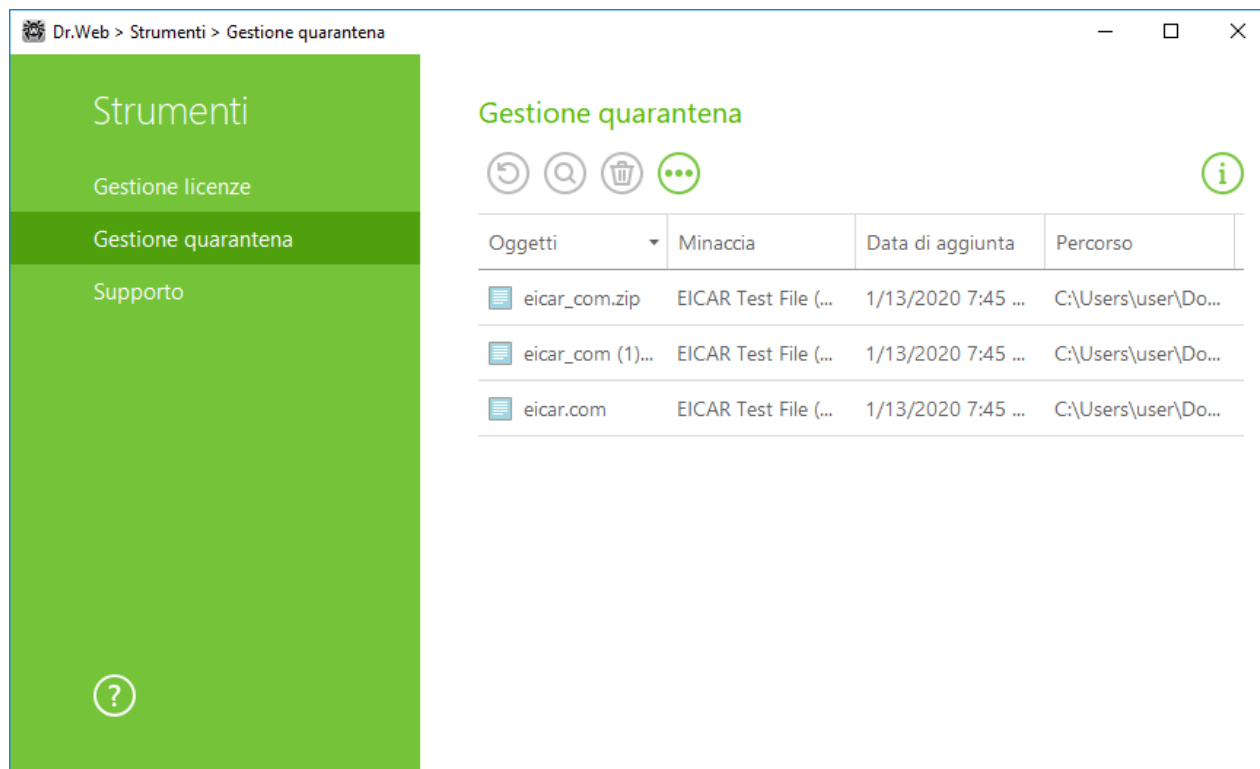 Dr.Web > Strumenti > Gestione quarantena
Strumenti
Gestione licenze
Gestione quarantena
Supporto
?
Gestione quarantena
i
Oggetti Minaccia Data di aggiunta Percorso
eicar_com.zip EICAR Test File (... 1/13/2020 7:45 ... C:\Users\user\Do...
eicar_com (1)... EICAR Test File (... 1/13/2020 7:45 ... C:\Users\user\Do...
eicar.com EICAR Test File (... 1/13/2020 7:45 ... C:\Users\user\Do...